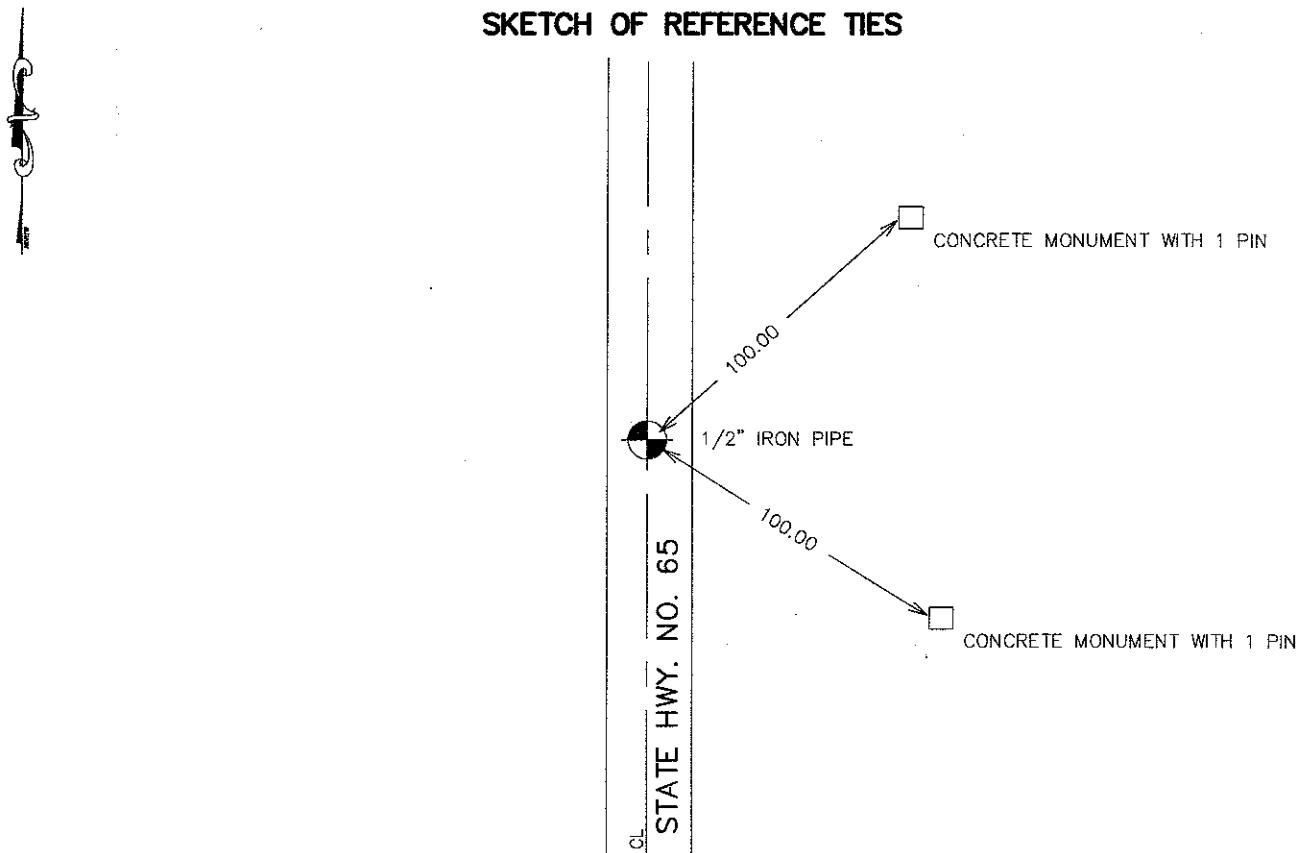 SKETCH OF REFERENCE TIES
CONCRETE MONUMENT WITH 1 PIN
100.00
1/2" IRON PIPE
100.00
CONCRETE MONUMENT WITH 1 PIN
STATE HWY. NO. 65
CL